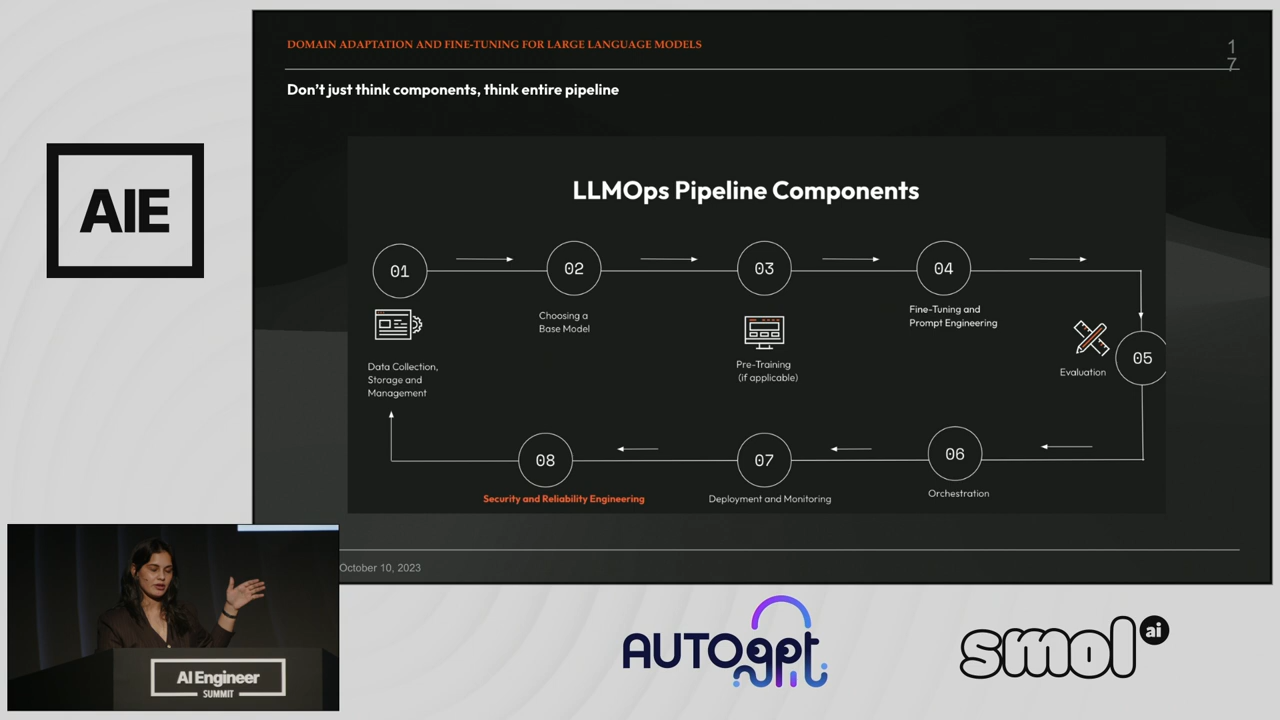 DOMAIN ADAPTATION AND FINE-TUNING FOR LARGE LANGUAGE MODELS
1
7
Don't just think components, think entire pipeline
AIE
LLMOps Pipeline Components
01
02
03
04
Data Collection,
Storage and
Management
Choosing a
Base Model
Pre-Training
(if applicable)
Fine-Tuning and
Prompt Engineering
Evaluation
05
08
07
06
Security and Reliability Engineering
Deployment and Monitoring
Orchestration
October 10, 2023
AI Engineer
SUMMIT
AUTOgpt
smol ai